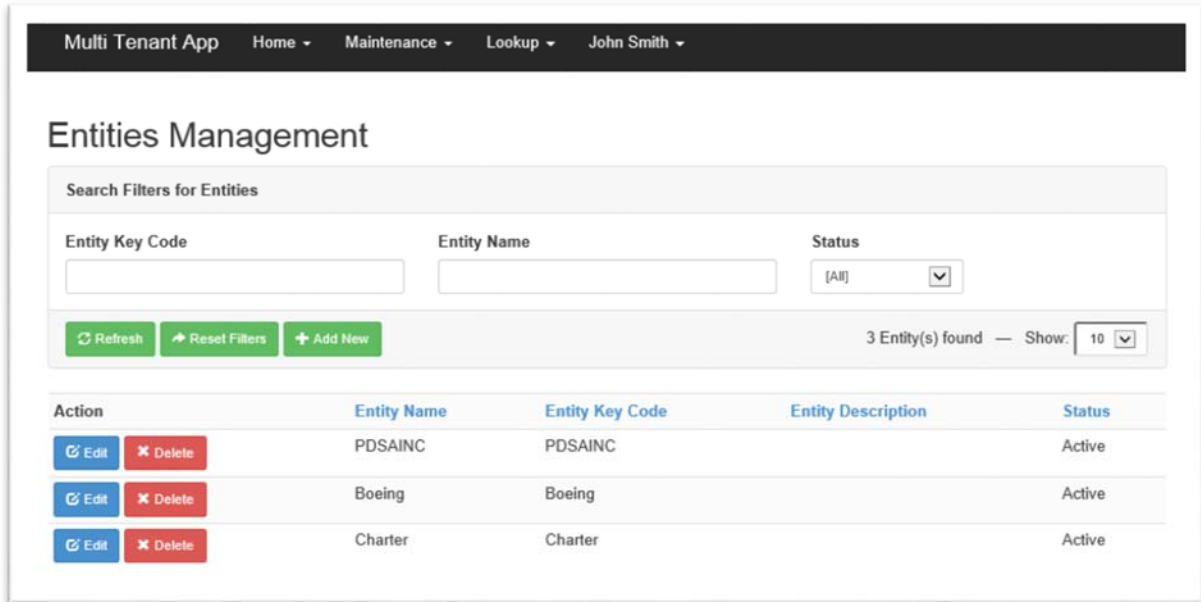 Multi Tenant App Home Maintenance Lookup John Smith
Entities Management
Search Filters for Entities
Entity Key Code Entity Name Status
[All]
Refresh Reset Filters Add New 3 Entity(s) found — Show: 10
Action Entity Name Entity Key Code Entity Description Status
Edit Delete PDSAINC PDSAINC Active
Edit Delete Boeing Boeing Active
Edit Delete Charter Charter Active